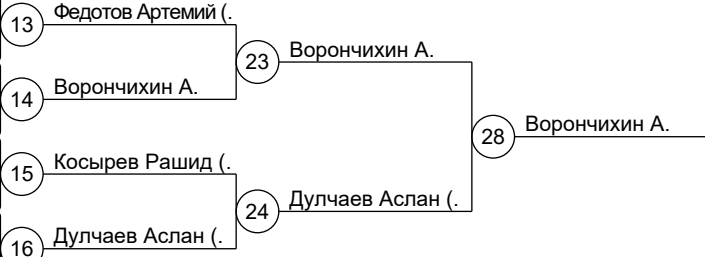 13 Федотов Артемий (.
23 Ворончихин А.
14 Ворончихин А.
28 Ворончихин А.
15 Косырев Рашид (.
24 Дулчаев Аслан (.
16 Дулчаев Аслан (.